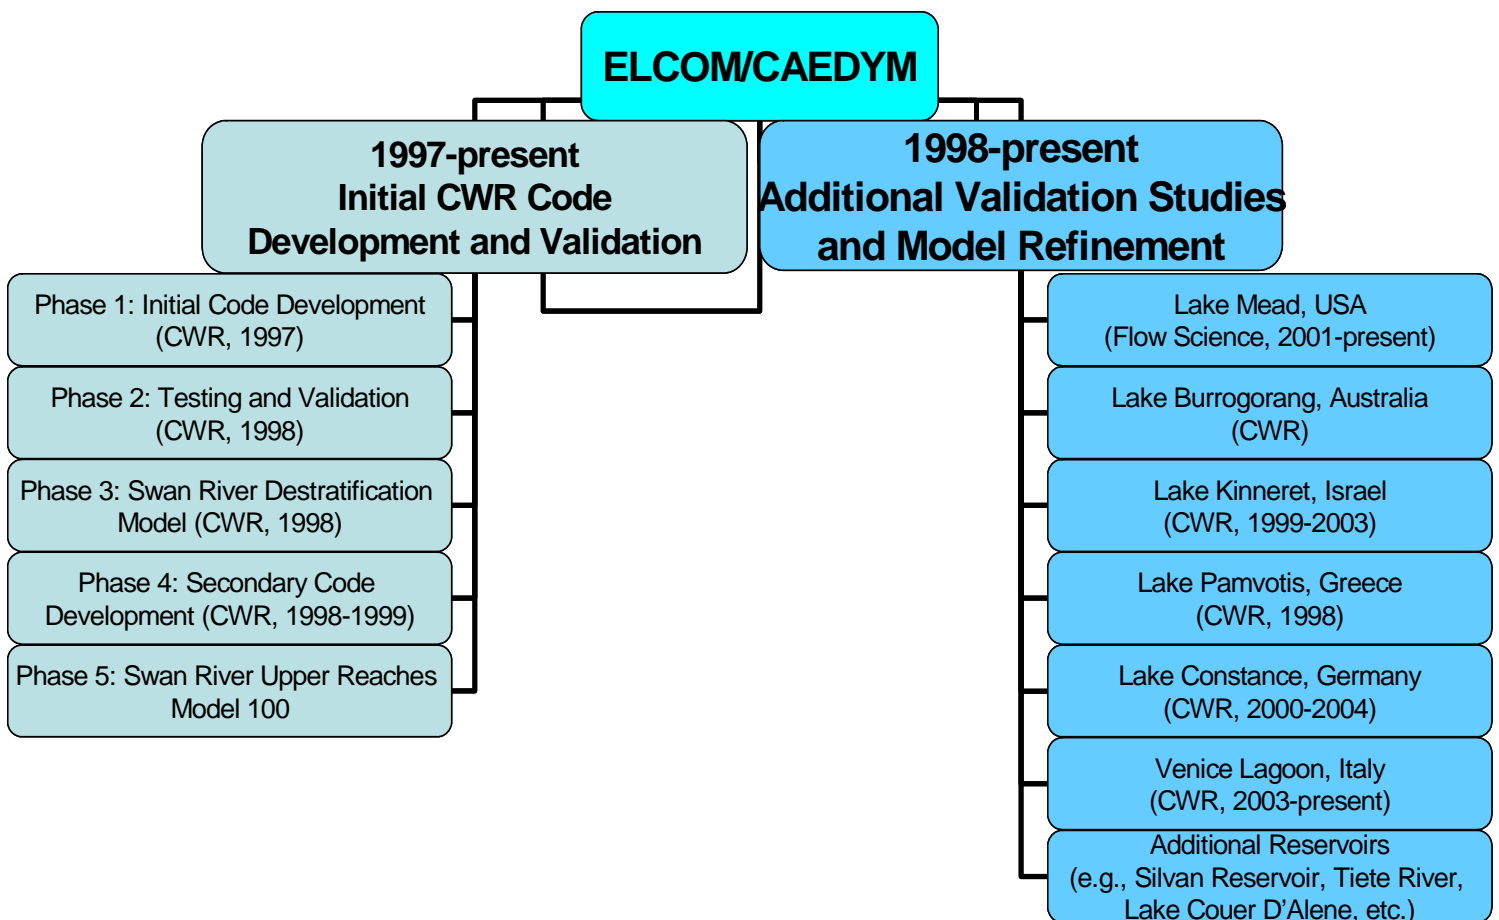 ELCOM/CAEDYM
1997-present
Initial CWR Code
Development and Validation
Phase 1: Initial Code Development
(CWR, 1997)
Phase 2: Testing and Validation
(CWR, 1998)
Phase 3: Swan River Destratification
Model (CWR, 1998)
Phase 4: Secondary Code
Development (CWR, 1998-1999)
Phase 5: Swan River Upper Reaches
Model 100
1998-present
Additional Validation Studies
and Model Refinement
Lake Mead, USA
(Flow Science, 2001-present)
Lake Burrogorang, Australia
(CWR)
Lake Kinneret, Israel
(CWR, 1999-2003)
Lake Pamvotis, Greece
(CWR, 1998)
Lake Constance, Germany
(CWR, 2000-2004)
Venice Lagoon, Italy
(CWR, 2003-present)
Additional Reservoirs
(e.g., Silvan Reservoir, Tiete River,
Lake Couer D'Alene, etc.)